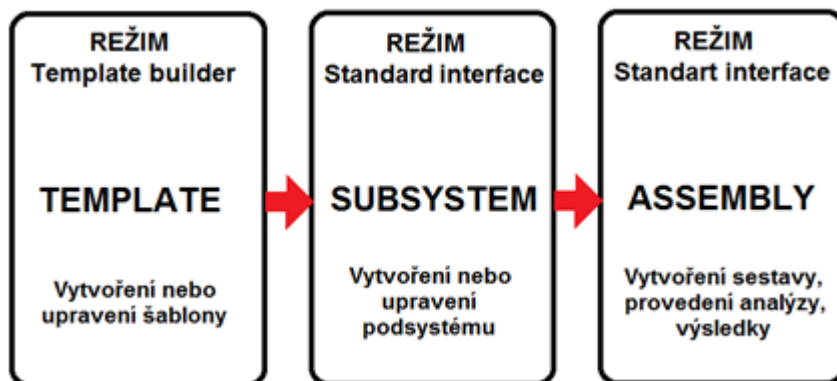 REŽIM
Template builder
TEMPLATE
Vytvoření nebo
upravení šablony
REŽIM
Standard interface
SUBSYSTEM
Vytvoření nebo
upravení
podsystému
REŽIM
Standart interface
ASSEMBLY
Vytvoření sestavy,
provedení analýzy,
výsledky